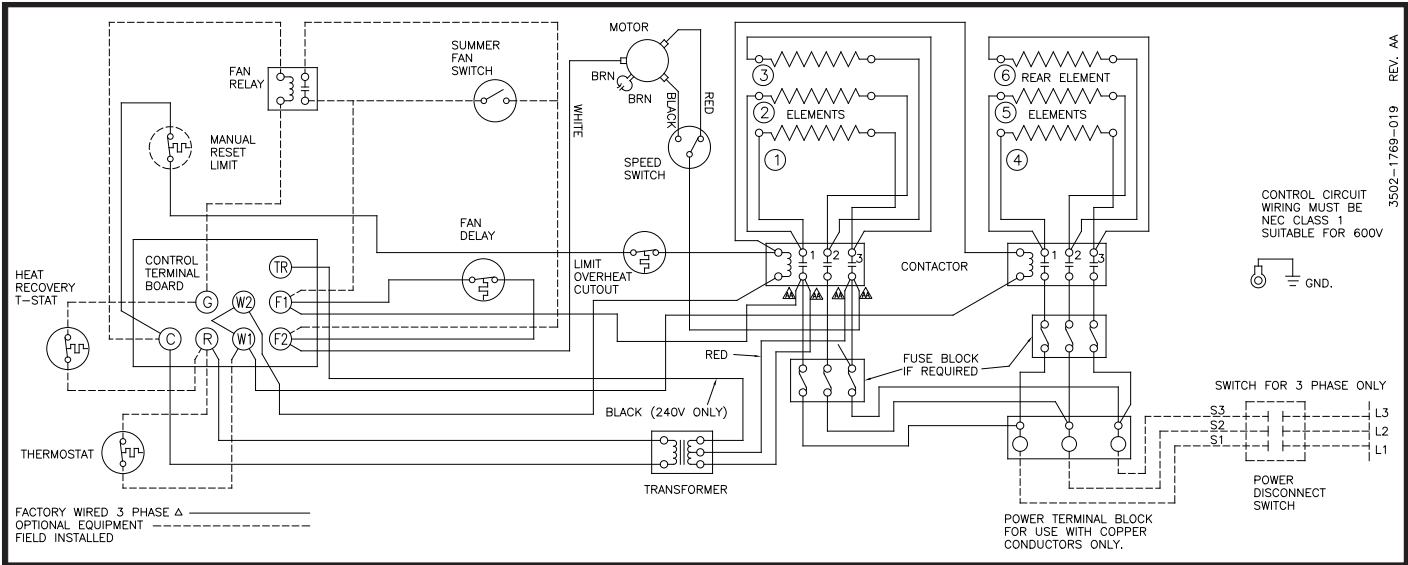 MOTOR
SUMMER
FAN
SWITCH
FAN
RELAY
BRN
BRN
WHITE
BLACK
RED
MANUAL
RESET
LIMIT
SPEED
SWITCH
3
2
ELEMENTS
1
6
REAR ELEMENT
5
ELEMENTS
4
3502-1769-019 REV. AA
CONTROL CIRCUIT
WIRING MUST BE
NEC CLASS 1
SUITABLE FOR 600V
GND.
FAN
DELAY
LIMIT
OVERHEAT
CUTOUT
1 2 3
CONTACTOR
1 2 3
HEAT
RECOVERY
T-STAT
CONTROL
TERMINAL
BOARD
TR
G
W2
F1
C
R
W1
F2
RED
FUSE BLOCK
IF REQUIRED
BLACK (240V ONLY)
SWITCH FOR 3 PHASE ONLY
S3
S2
S1
L3
L2
L1
THERMOSTAT
TRANSFORMER
POWER
DISCONNECT
SWITCH
POWER TERMINAL BLOCK
FOR USE WITH COPPER
CONDUCTORS ONLY.
FACTORY WIRED 3 PHASE Δ
OPTIONAL EQUIPMENT
FIELD INSTALLED